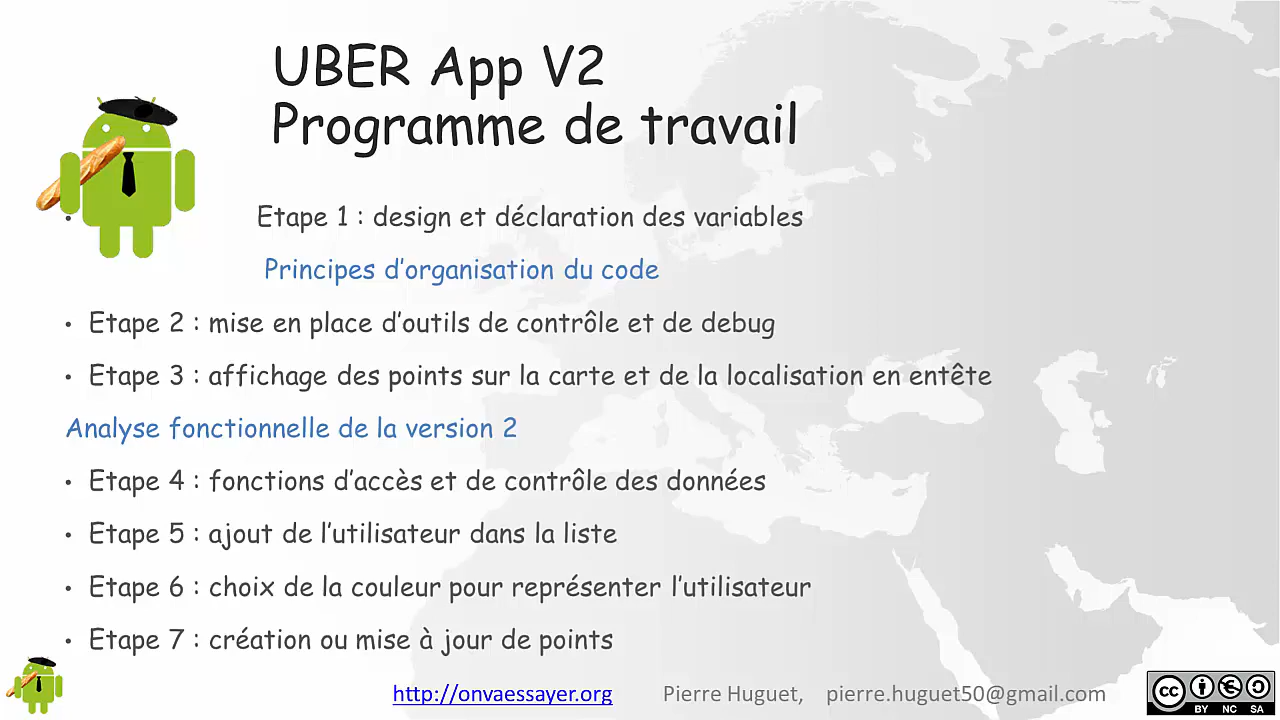 UBER App V2
Programme de travail
• Etape 1 : design et déclaration des variables
Principes d’organisation du code
• Etape 2 : mise en place d’outils de contrôle et de debug
• Etape 3 : affichage des points sur la carte et de la localisation en entête
Analyse fonctionnelle de la version 2
• Etape 4 : fonctions d’accès et de contrôle des données
• Etape 5 : ajout de l’utilisateur dans la liste
• Etape 6 : choix de la couleur pour représenter l’utilisateur
• Etape 7 : création ou mise à jour de points
http://onvaessayer.org Pierre Huguet, pierre.huguet50@gmail.com
cc
BY NC SA